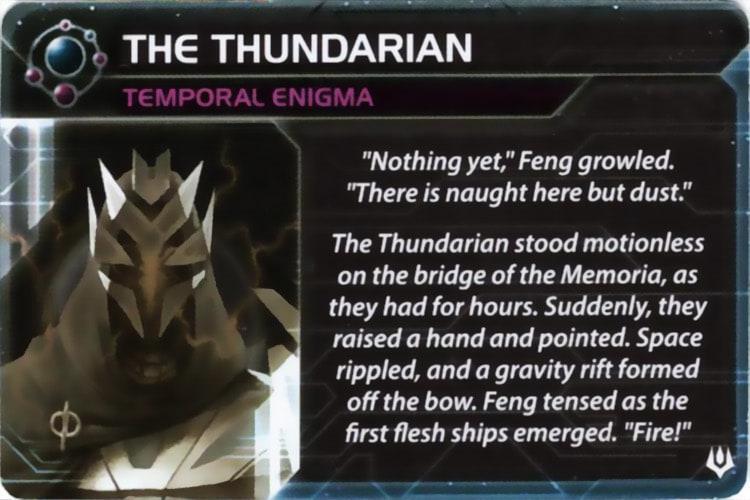 THE THUNDARIAN
TEMPORAL ENIGMA
"Nothing yet," Feng growled.
"There is naught here but dust."
The Thundarian stood motionless
on the bridge of the Memoria, as
they had for hours. Suddenly, they
raised a hand and pointed. Space
rippled, and a gravity rift formed
off the bow. Feng tensed as the
first flesh ships emerged. "Fire!"